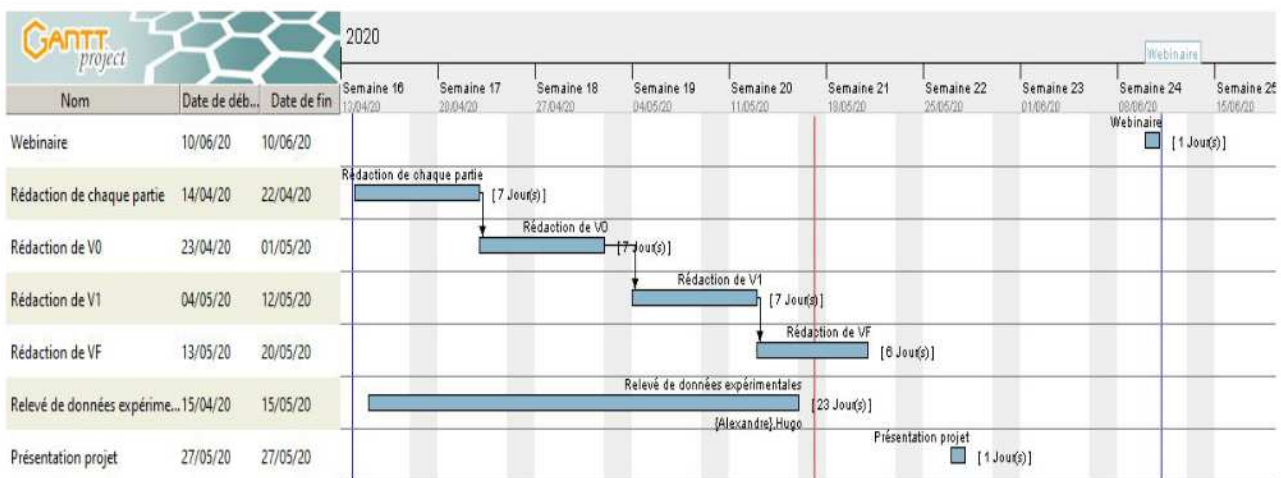 GANTT
project
2020
Webinaire
Nom Date de déb... Date de fin
Semaine 16 Semaine 17 Semaine 18 Semaine 19 Semaine 20 Semaine 21 Semaine 22 Semaine 23 Semaine 24 Semaine 25
13/04/20 20/04/20 27/04/20 04/05/20 11/05/20 18/05/20 25/05/20 01/06/20 08/06/20 15/06/20
Webinaire 10/06/20 10/06/20
Webinaire
[ 1 Jour(s) ]
Rédaction de chaque partie 14/04/20 22/04/20
Rédaction de chaque partie
[ 7 Jour(s) ]
Rédaction de V0 23/04/20 01/05/20
Rédaction de V0
[ 7 Jour(s) ]
Rédaction de V1 04/05/20 12/05/20
Rédaction de V1
[ 7 Jour(s) ]
Rédaction de VF 13/05/20 20/05/20
Rédaction de VF
[ 6 Jour(s) ]
Relevé de données expérime... 15/04/20 15/05/20
Relevé de données expérimentales
[ 23 Jour(s) ]
{Alexandre}.Hugo
Présentation projet 27/05/20 27/05/20
Présentation projet
[ 1 Jour(s) ]